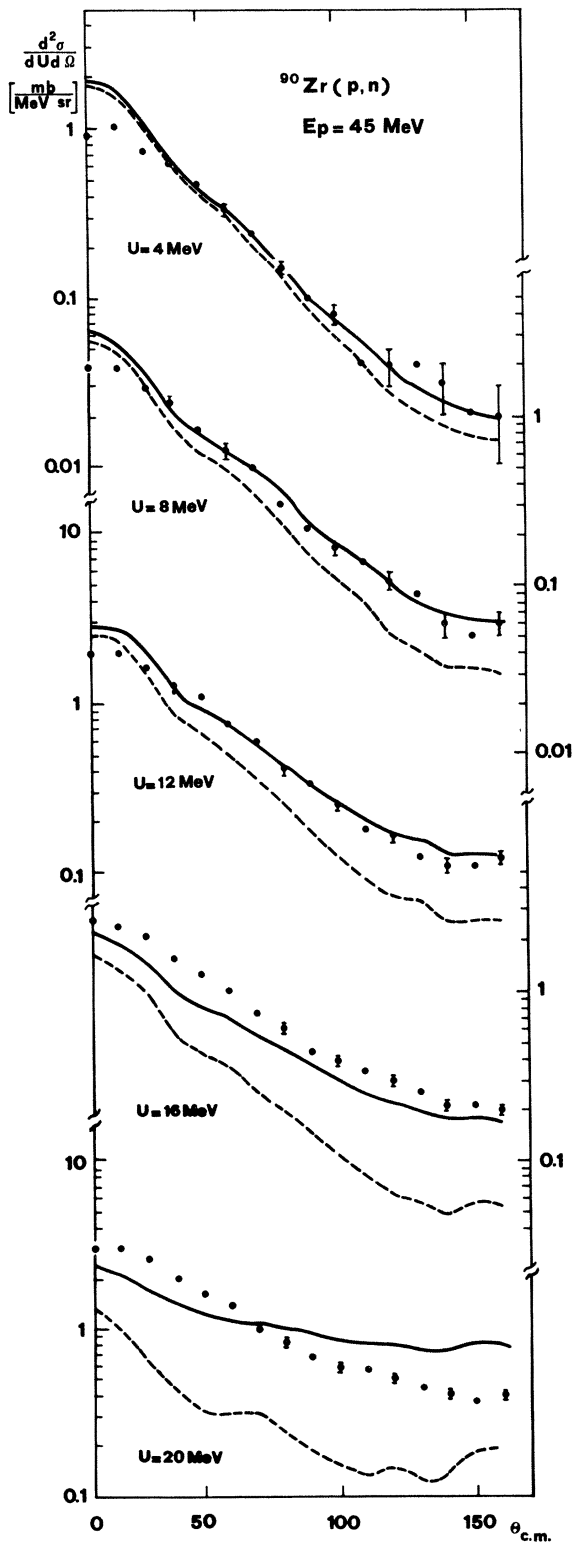 d²σ
dUdΩ
[mb
MeV sr]
⁹⁰Zr(p,n)
Ep=45 MeV
1
U=4 MeV
0.1
1
0.01
U=8 MeV
10
0.1
1
0.01
U=12 MeV
0.1
1
U=16 MeV
10
0.1
1
U=20 MeV
0.1
0 50 100 150 θc.m.